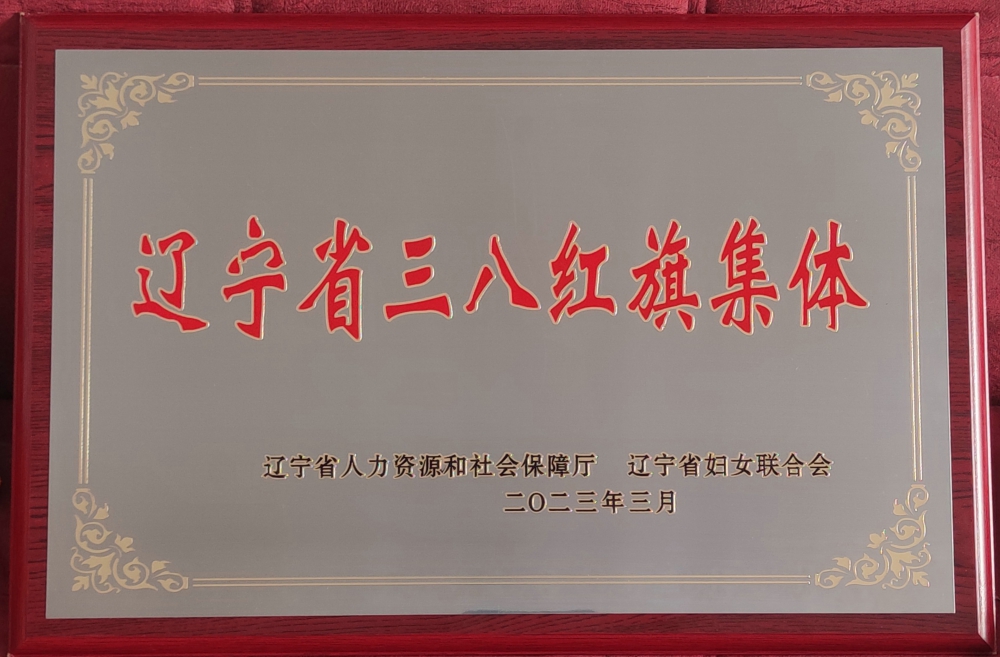 辽宁省三八红旗集体
辽宁省人力资源和社会保障厅 辽宁省妇女联合会
二〇二三年三月